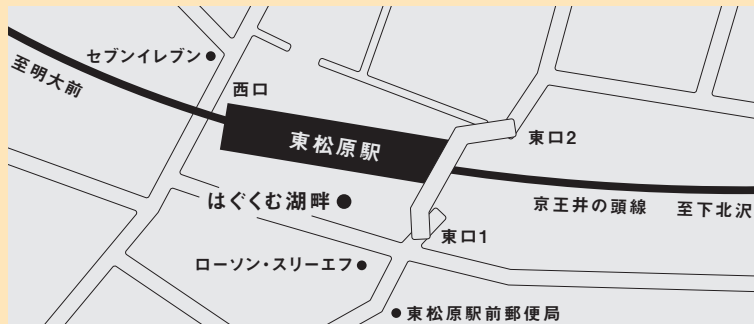 セブンイレブン
至明大前
西口
東松原駅
東口2
はぐくむ湖畔
京王井の頭線
至下北沢
東口1
ローソン・スリーエフ
東松原駅前郵便局